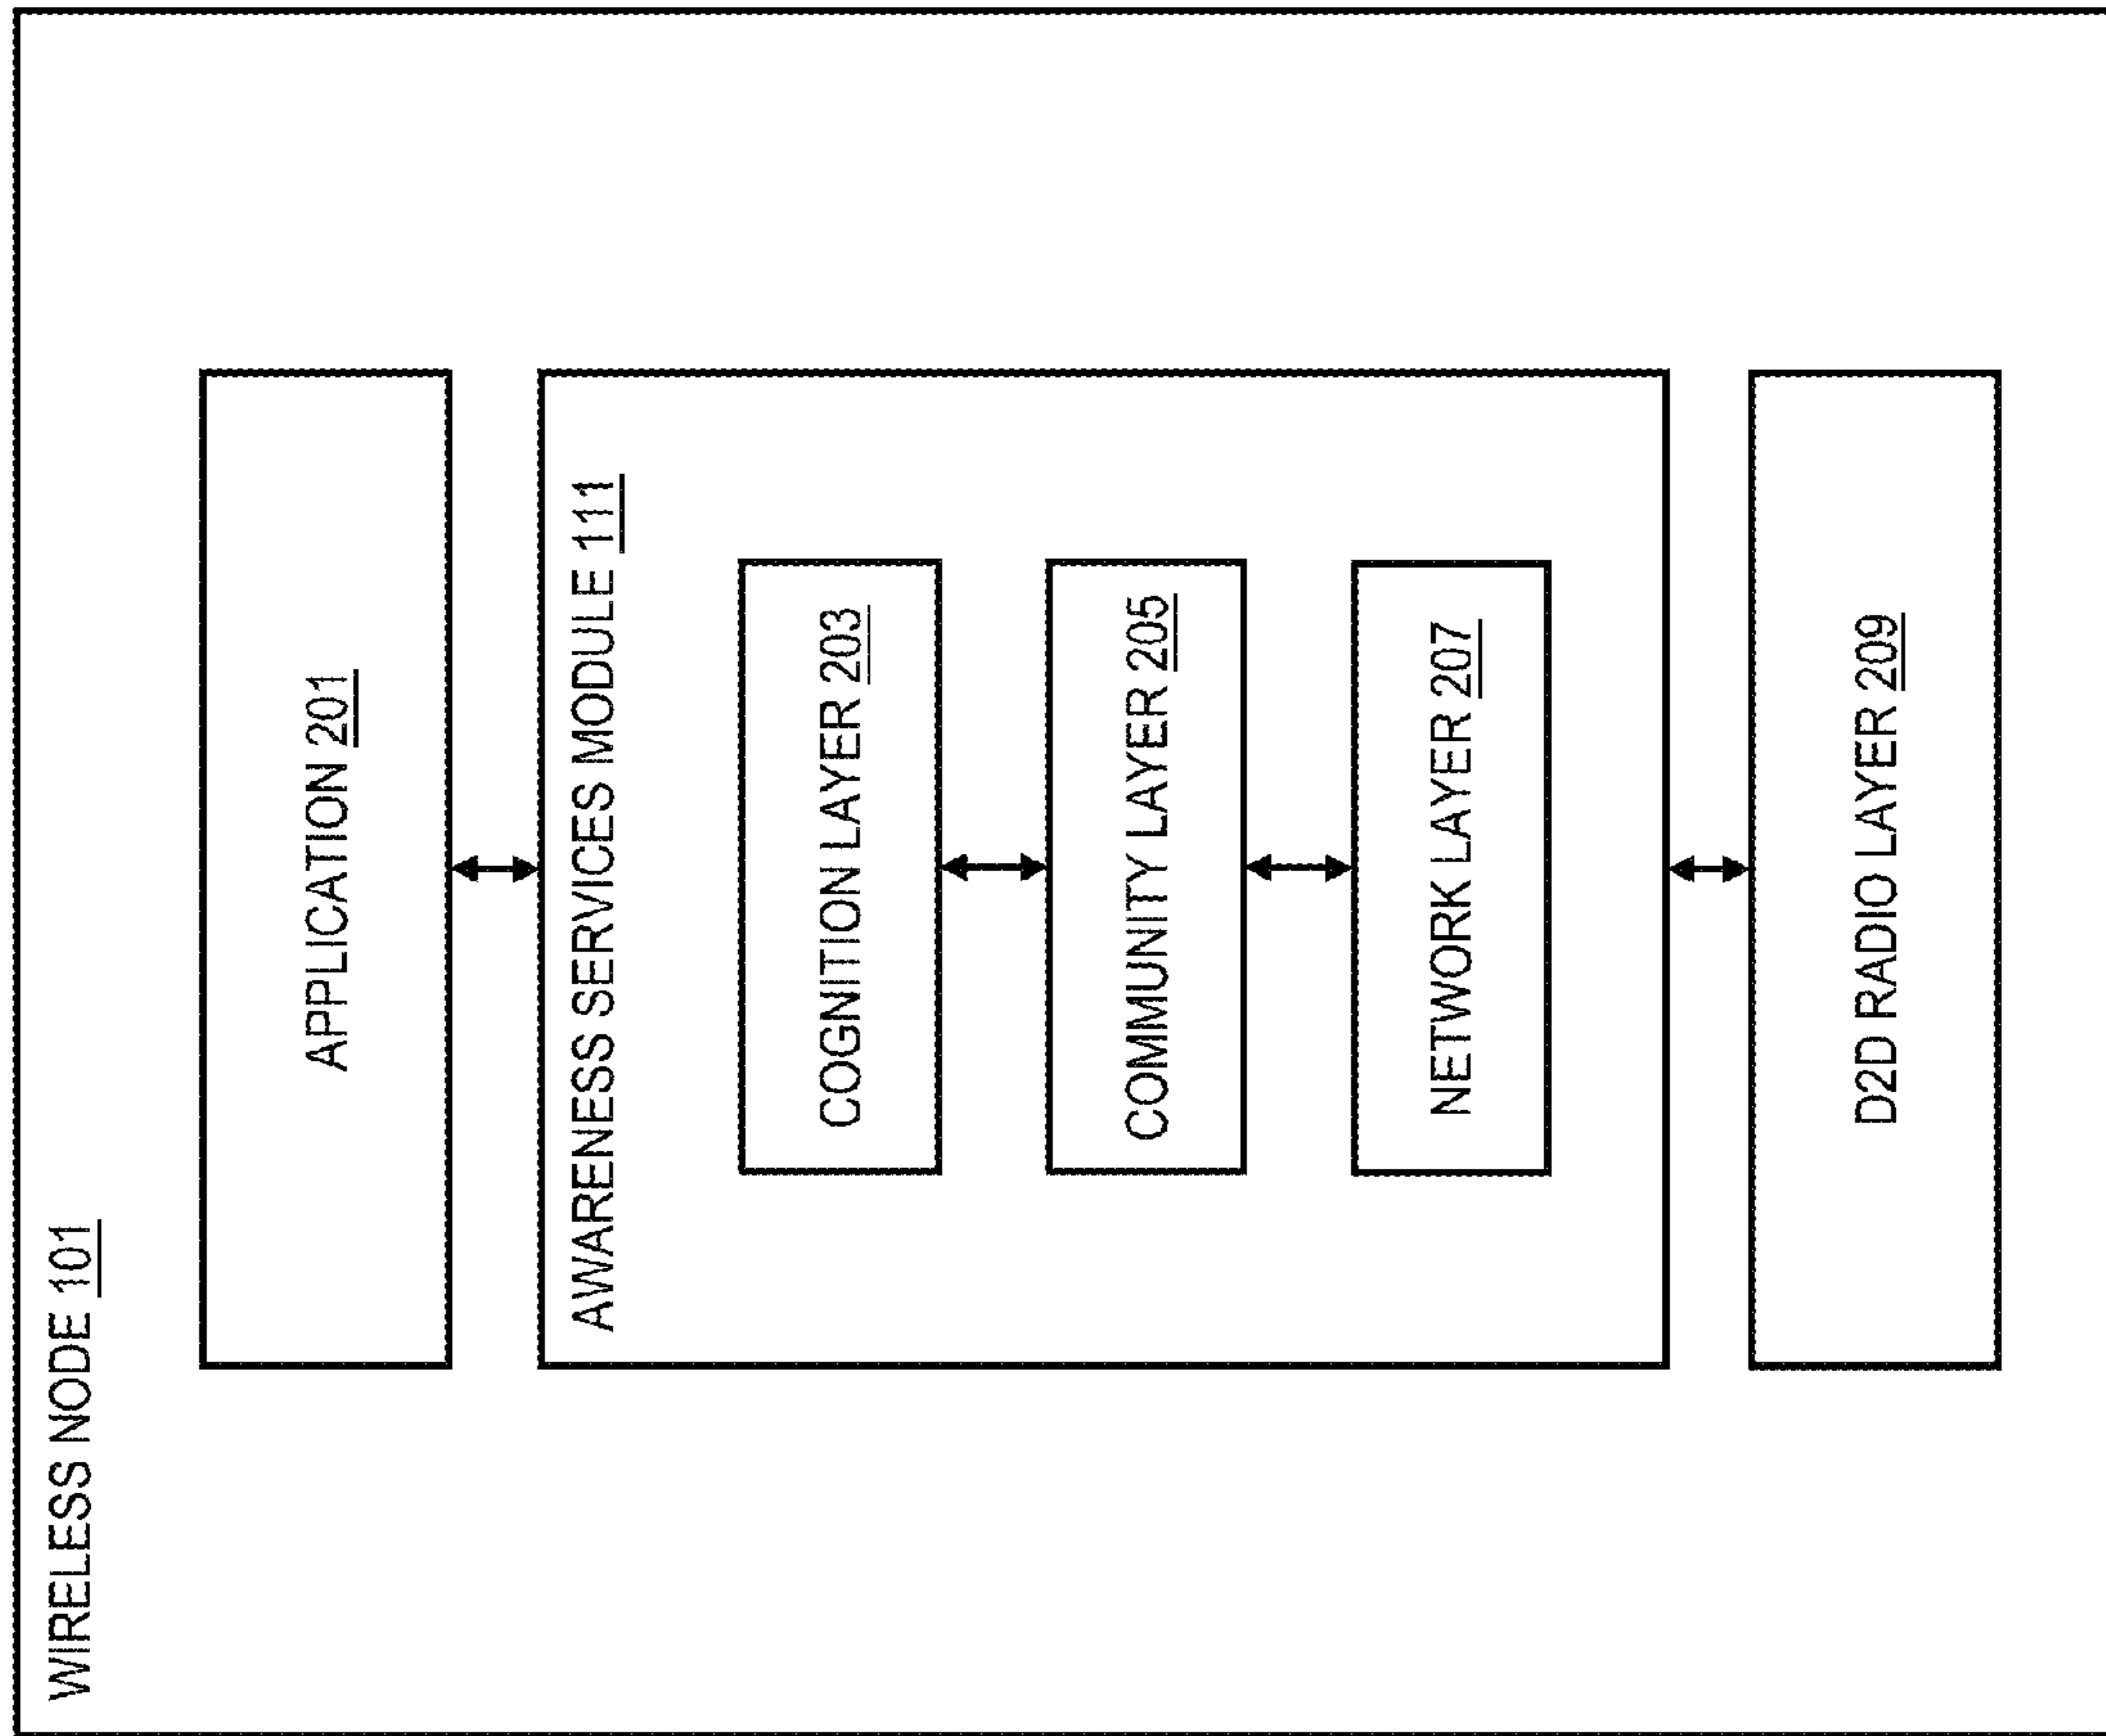 WIRELESS NODE 101
APPLICATION 201
AWARENESS SERVICES MODULE 111
COGNITION LAYER 203
COMMUNITY LAYER 205
NETWORK LAYER 207
D2D RADIO LAYER 209